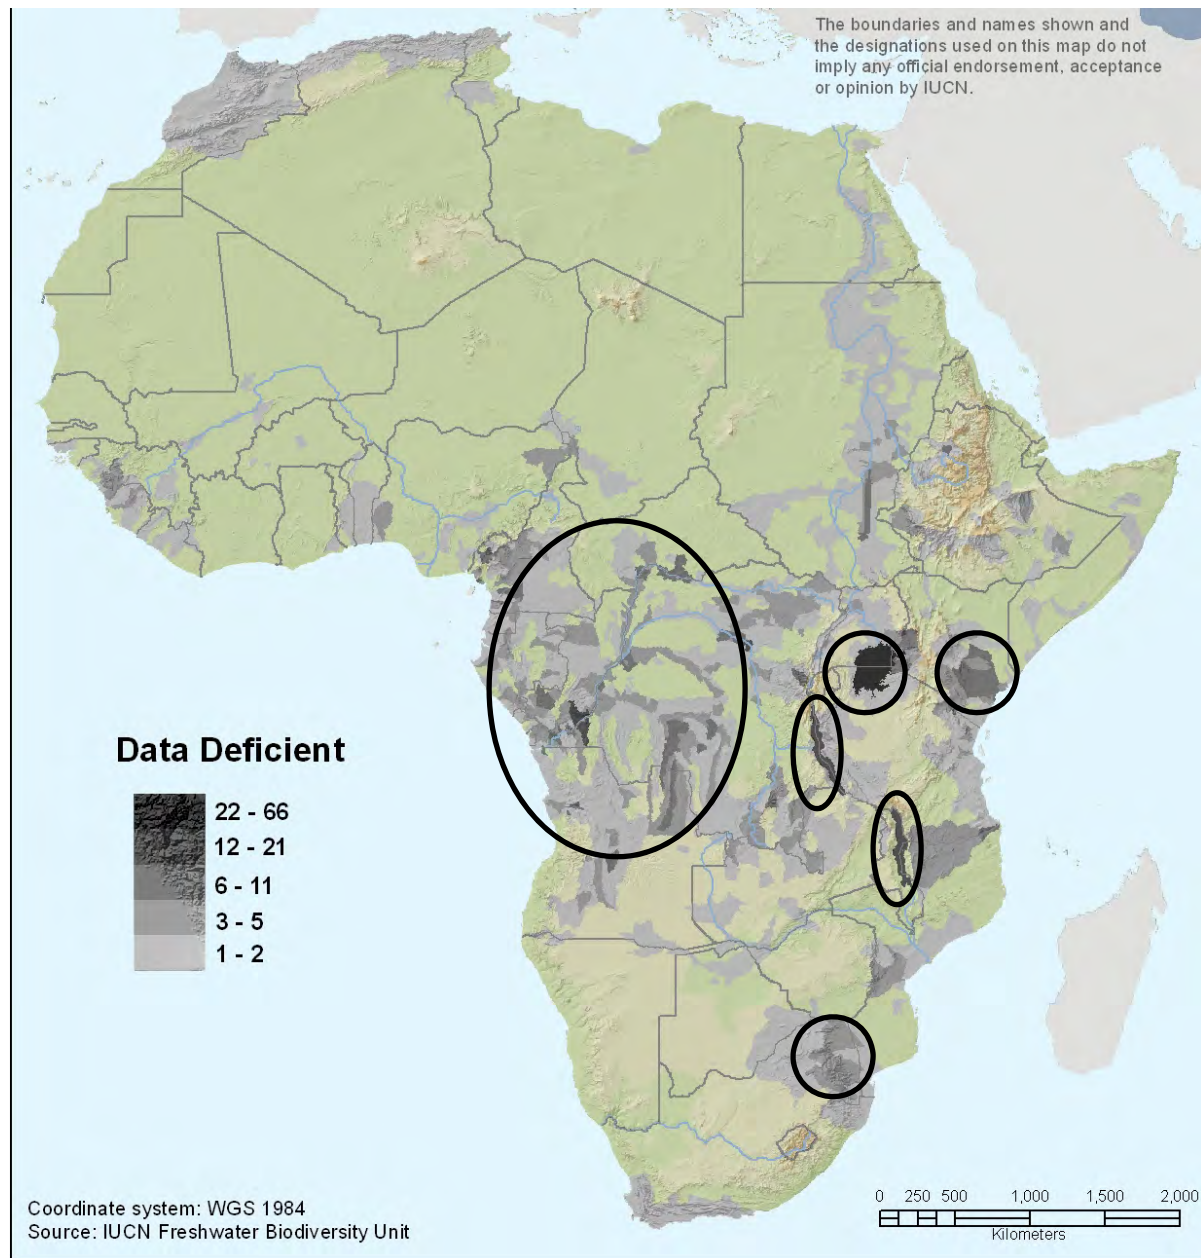 The boundaries and names shown and
the designations used on this map do not
imply any official endorsement, acceptance
or opinion by IUCN.
Data Deficient
22 - 66
12 - 21
6 - 11
3 - 5
1 - 2
Coordinate system: WGS 1984
Source: IUCN Freshwater Biodiversity Unit
0 250 500 1,000 1,500 2,000
Kilometers